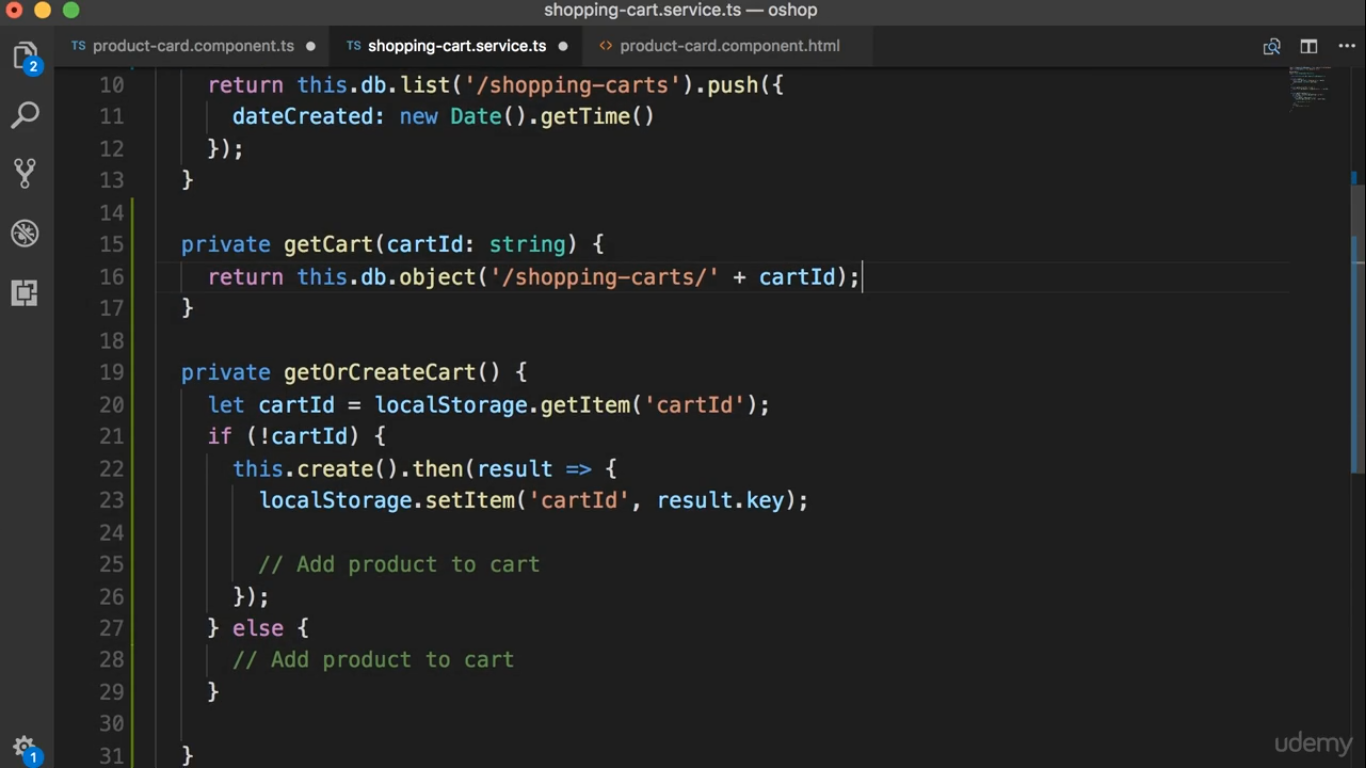 shopping-cart.service.ts — oshop
TS product-card.component.ts ● TS shopping-cart.service.ts ● <> product-card.component.html
2
10 return this.db.list('/shopping-carts').push({
11 dateCreated: new Date().getTime()
12 });
13 }
14
15 private getCart(cartId: string) {
16 return this.db.object('/shopping-carts/' + cartId);
17 }
18
19 private getOrCreateCart() {
20 let cartId = localStorage.getItem('cartId');
21 if (!cartId) {
22 this.create().then(result => {
23 localStorage.setItem('cartId', result.key);
24
25 // Add product to cart
26 });
27 } else {
28 // Add product to cart
29 }
30
31 }
1
udemy